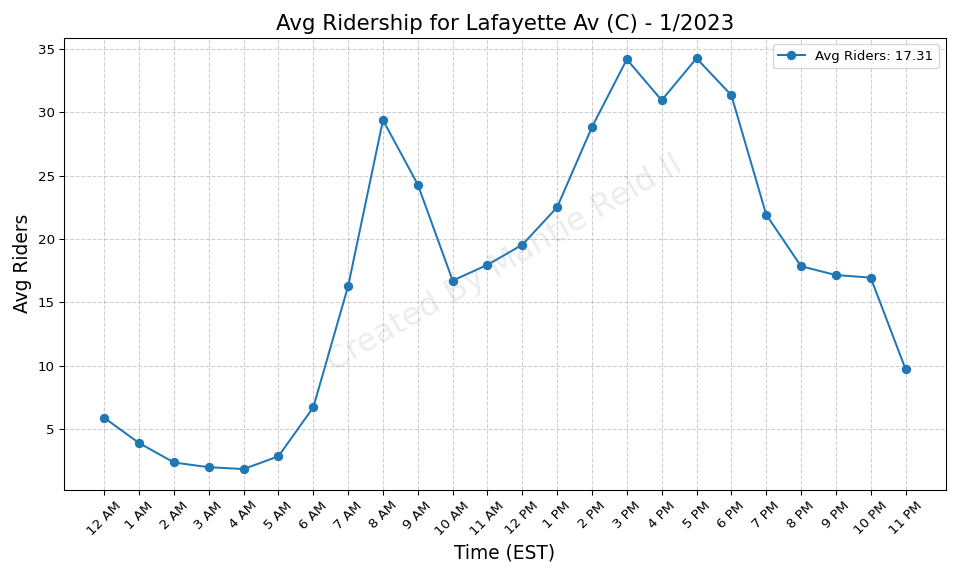 Avg Ridership for Lafayette Av (C) - 1/2023
Avg Riders: 17.31
Avg Riders
35
30
25
20
15
10
5
Created By Mantie Reid II
12 AM
1 AM
2 AM
3 AM
4 AM
5 AM
6 AM
7 AM
8 AM
9 AM
10 AM
11 AM
12 PM
1 PM
2 PM
3 PM
4 PM
5 PM
6 PM
7 PM
8 PM
9 PM
10 PM
11 PM
Time (EST)